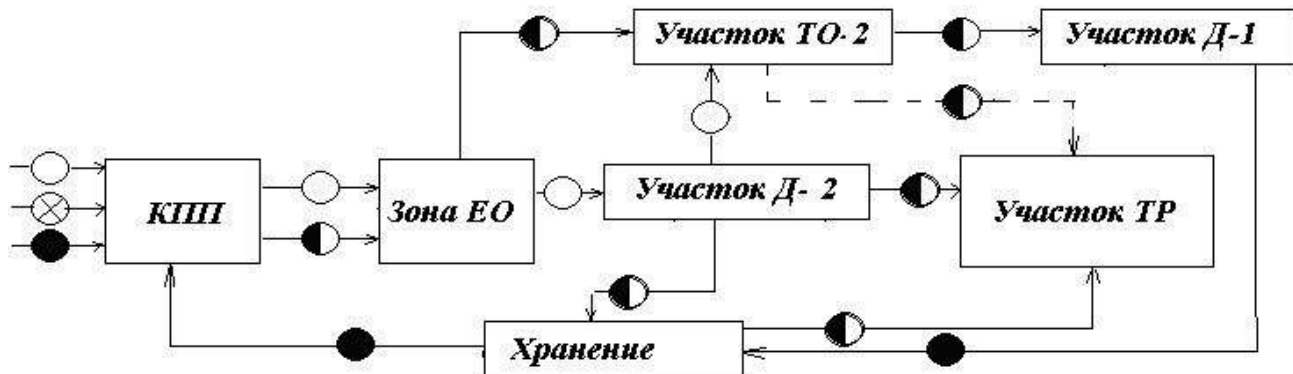 Участок ТО-2
Участок Д-1
КПП
Зона ЕО
Участок Д- 2
Участок ТР
Хранение